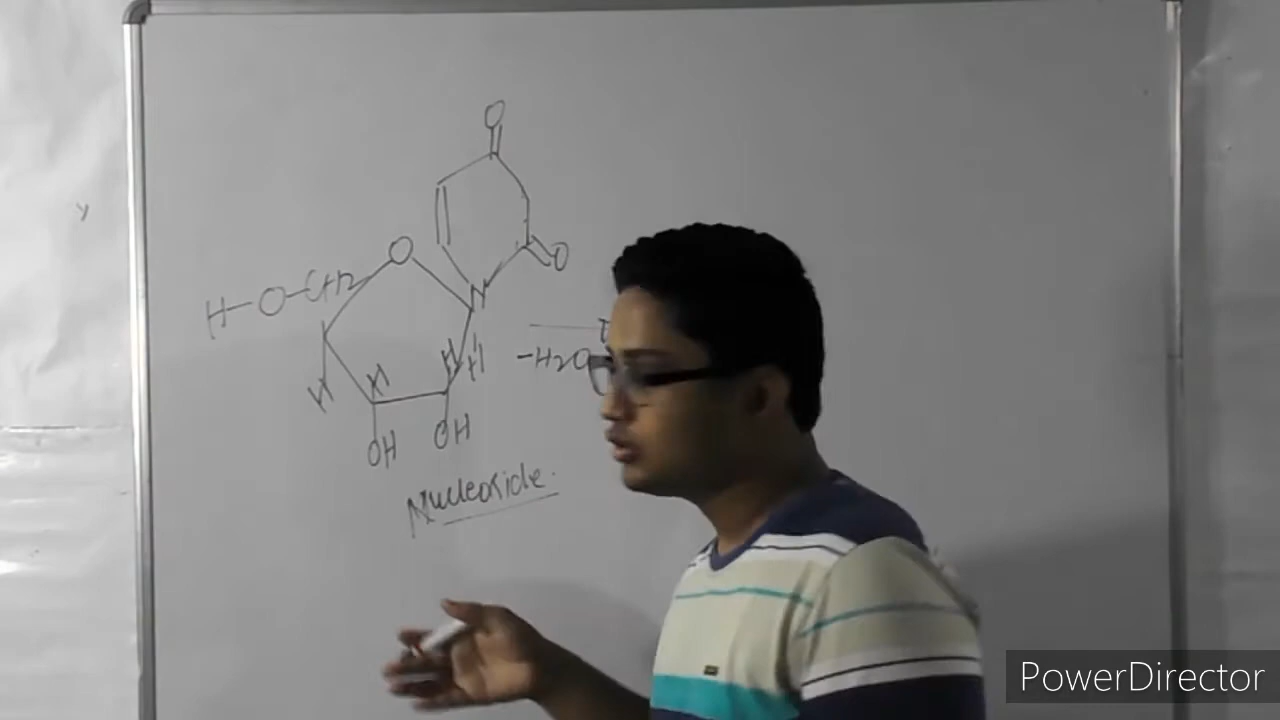 O
O
O
H-O-CH2
N
H
H
H
H
-H2O
OH
OH
Nucleoside.
PowerDirector